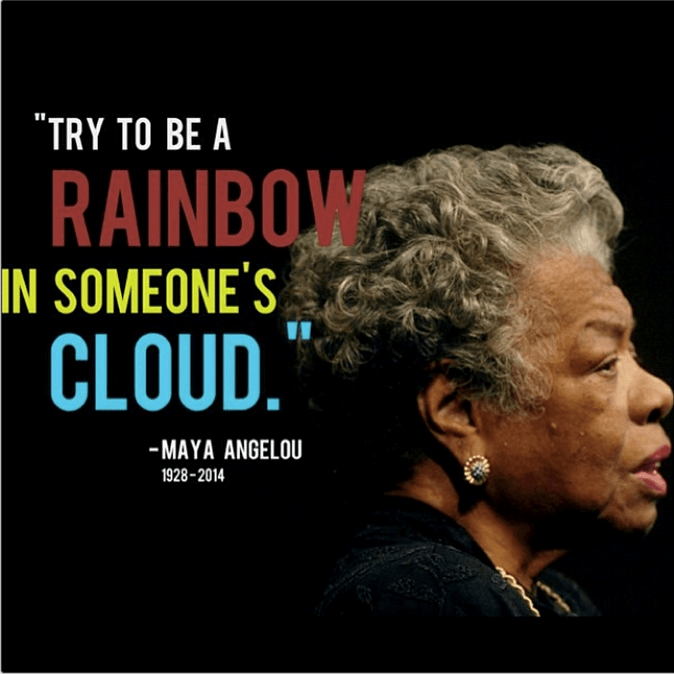 "TRY TO BE A
RAINBOW
IN SOMEONE'S
CLOUD."
-MAYA ANGELOU
1928-2014